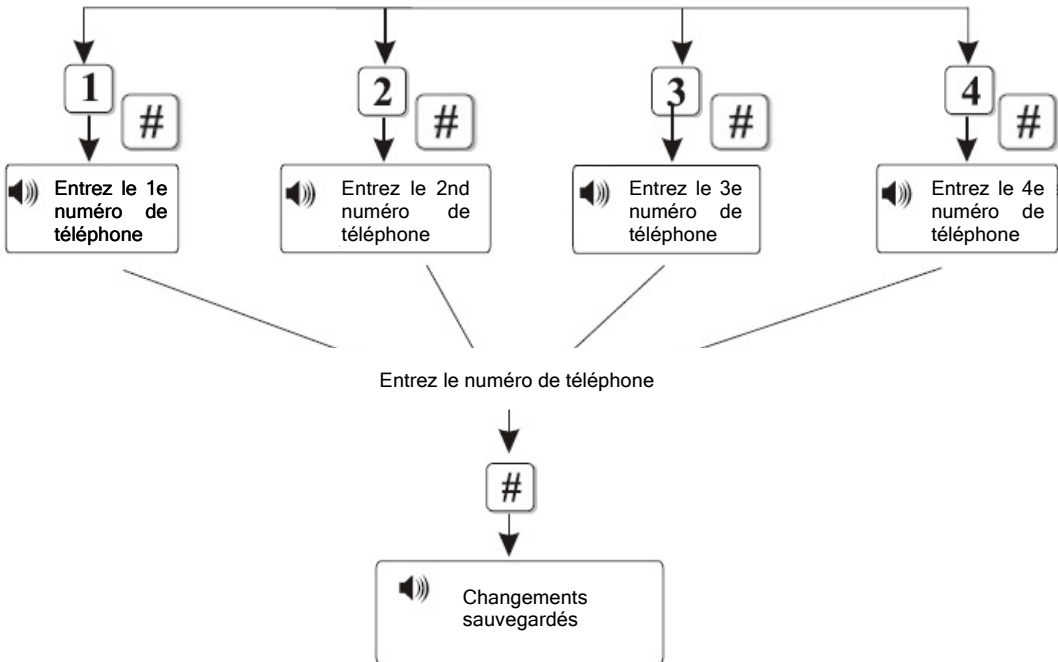 1
#
2
#
3
#
4
#
Entrez le 1e
numéro de
téléphone
Entrez le 2nd
numéro de
téléphone
Entrez le 3e
numéro de
téléphone
Entrez le 4e
numéro de
téléphone
Entrez le numéro de téléphone
#
Changements
sauvegardés